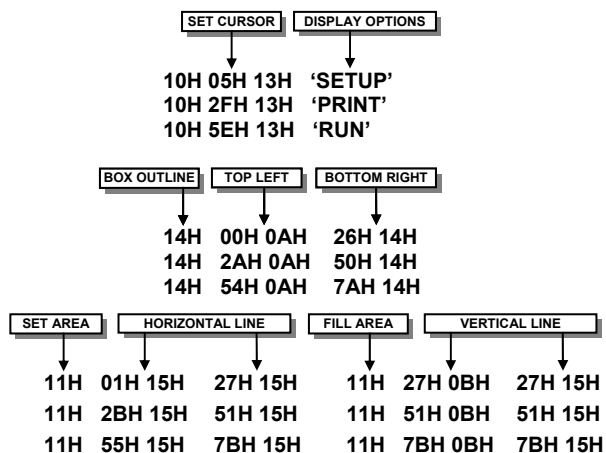 SET CURSOR DISPLAY OPTIONS
10H 05H 13H ‘SETUP’
10H 2FH 13H ‘PRINT’
10H 5EH 13H ‘RUN’
BOX OUTLINE TOP LEFT BOTTOM RIGHT
14H 00H 0AH 26H 14H
14H 2AH 0AH 50H 14H
14H 54H 0AH 7AH 14H
SET AREA HORIZONTAL LINE FILL AREA VERTICAL LINE
11H 01H 15H 27H 15H 11H 27H 0BH 27H 15H
11H 2BH 15H 51H 15H 11H 51H 0BH 51H 15H
11H 55H 15H 7BH 15H 11H 7BH 0BH 7BH 15H